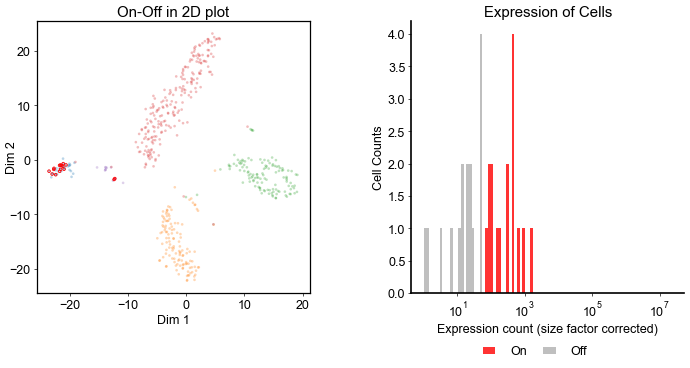 On-Off in 2D plot
Dim 2
20
10
0
−10
−20
−20 −10 0 10 20
Dim 1
Expression of Cells
Cell Counts
4.0
3.5
3.0
2.5
2.0
1.5
1.0
0.5
0.0
10^1 10^3 10^5 10^7
Expression count (size factor corrected)
On Off